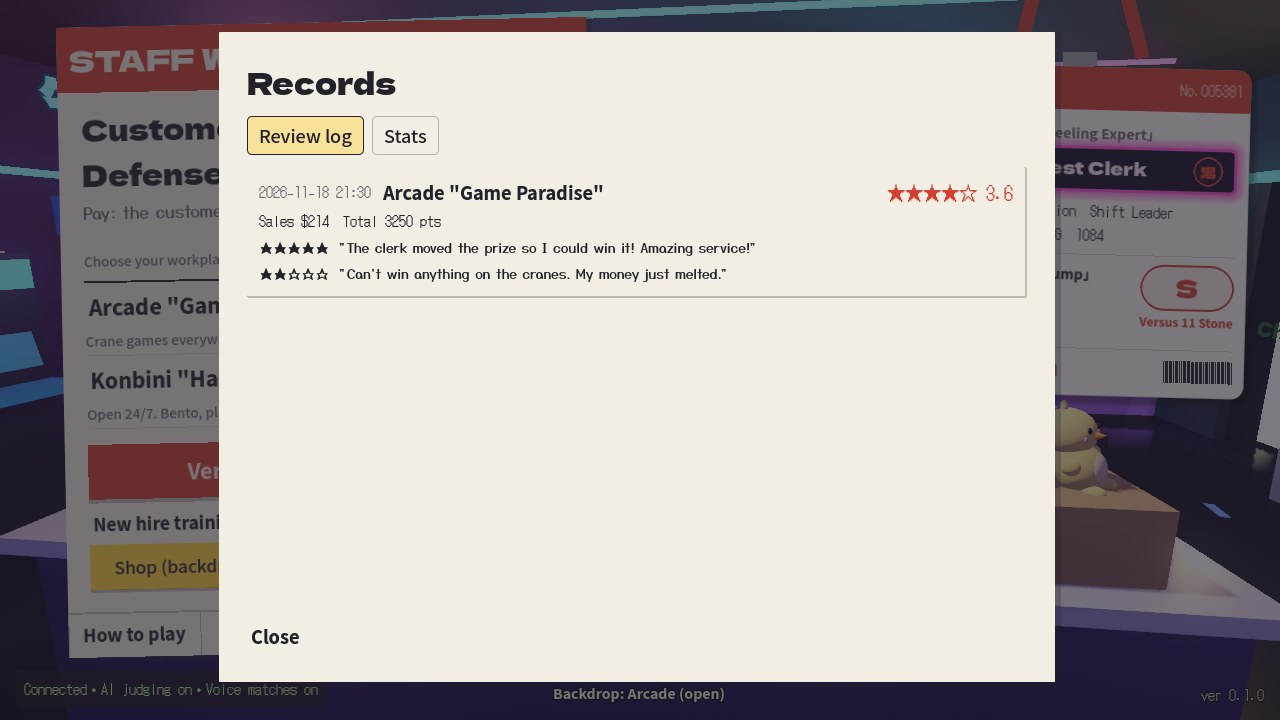 STAFF
Custome
Defense
Pay: the custome
Choose your workpla
Arcade "Gam
Crane games everyw
Konbini "Ha
Open 24/7. Bento, pl
New hire traini
Shop (backd
How to play
Connected • AI judging on • Voice matches on
Records
Review log
Stats
2026-11-18 21:30 Arcade "Game Paradise" ★★★★☆ 3.6
Sales $214 Total 3250 pts
★★★★★ "The clerk moved the prize so I could win it! Amazing service!"
★★☆☆☆ "Can't win anything on the cranes. My money just melted."
Close
Backdrop: Arcade (open)
No. 005381
eeling Expert」
est Clerk
ion Shift Leader
1084
ump」
S
Versus 11 Stone
ver 0.1.0